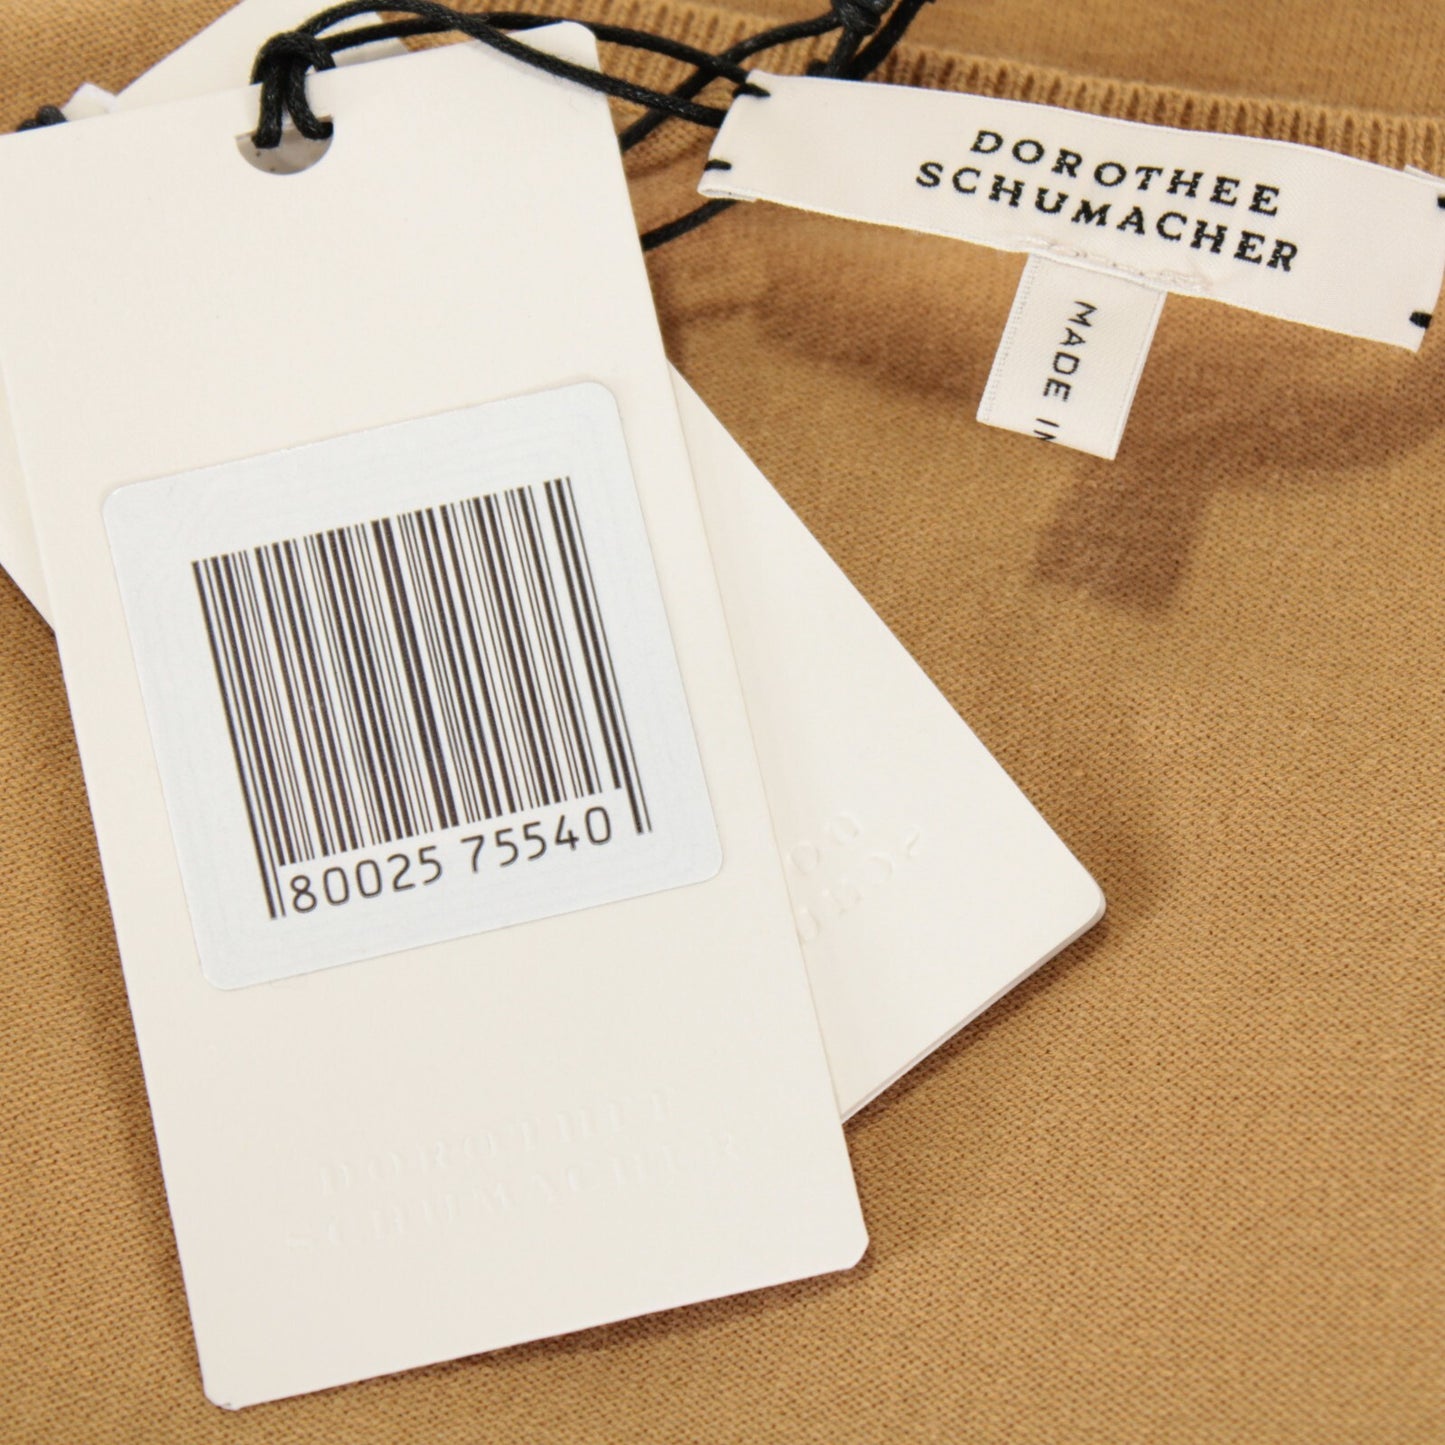 DOROTHEE
SCHUMACHER
MADE IN
80025 75540
DOROTHEE
SCHUMACHER